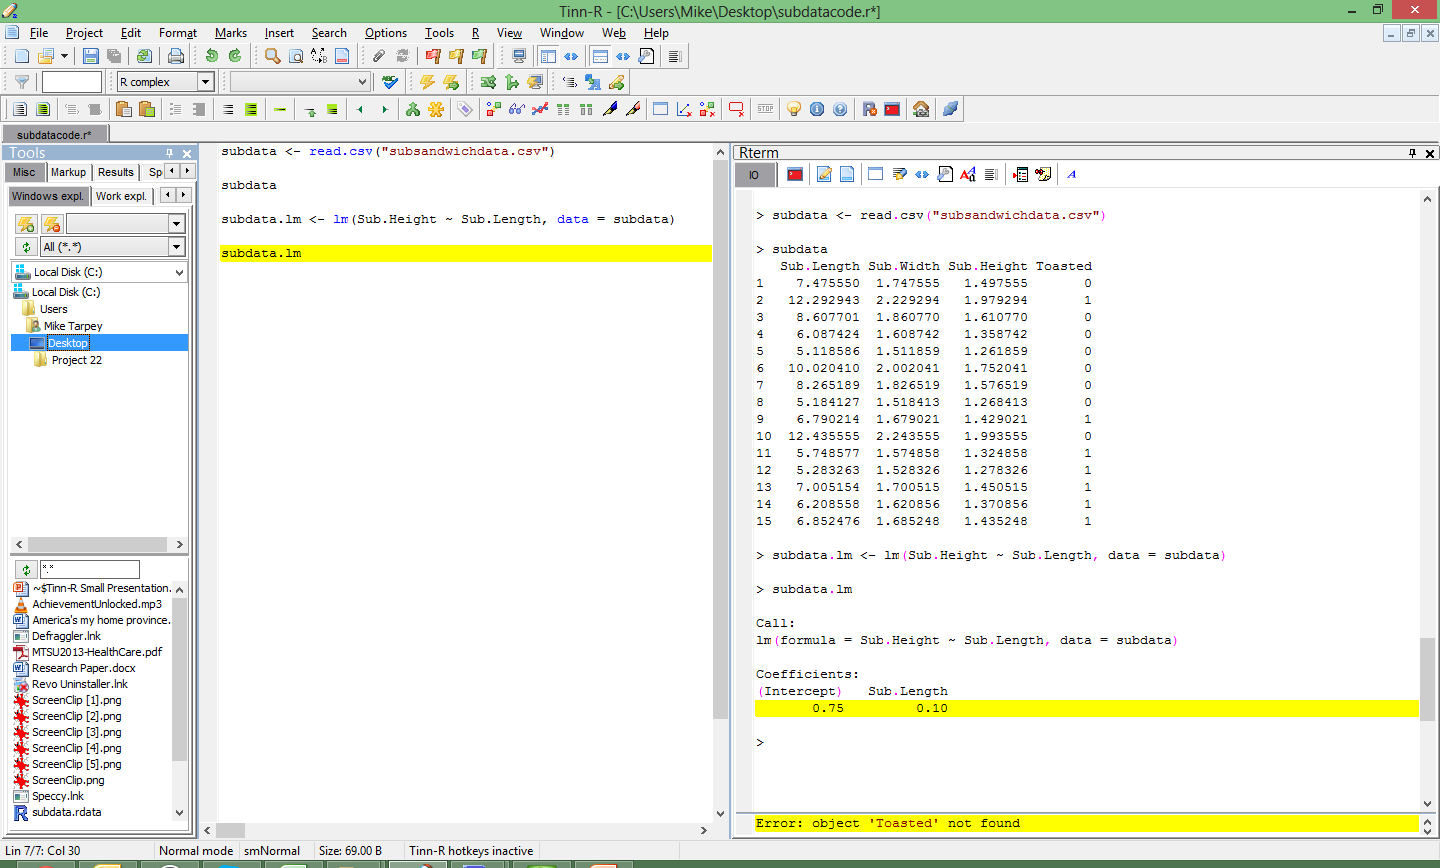 Tinn-R - [C:\Users\Mike\Desktop\subdatacode.r*]
File Project Edit Format Marks Insert Search Options Tools R View Window Web Help
R complex
subdatacode.r*
Tools
Misc Markup Results Sp
Windows expl. Work expl.
All (*.*)
Local Disk (C:)
Local Disk (C:)
Users
Mike Tarpey
Desktop
Project 22
*.*
~$Tinn-R Small Presentation.
AchievementUnlocked.mp3
America's my home province.
Defraggler.lnk
MTSU2013-HealthCare.pdf
Research Paper.docx
Revo Uninstaller.lnk
ScreenClip [1].png
ScreenClip [2].png
ScreenClip [3].png
ScreenClip [4].png
ScreenClip [5].png
ScreenClip.png
Speccy.lnk
subdata.rdata
subdata <- read.csv("subsandwichdata.csv")
subdata
subdata.lm <- lm(Sub.Height ~ Sub.Length, data = subdata)
subdata.lm
Rterm
IO
> subdata <- read.csv("subsandwichdata.csv")
> subdata
Sub.Length Sub.Width Sub.Height Toasted
1 7.475550 1.747555 1.497555 0
2 12.292943 2.229294 1.979294 1
3 8.607701 1.860770 1.610770 0
4 6.087424 1.608742 1.358742 0
5 5.118586 1.511859 1.261859 0
6 10.020410 2.002041 1.752041 0
7 8.265189 1.826519 1.576519 0
8 5.184127 1.518413 1.268413 0
9 6.790214 1.679021 1.429021 1
10 12.435555 2.243555 1.993555 0
11 5.748577 1.574858 1.324858 1
12 5.283263 1.528326 1.278326 1
13 7.005154 1.700515 1.450515 1
14 6.208558 1.620856 1.370856 1
15 6.852476 1.685248 1.435248 1
> subdata.lm <- lm(Sub.Height ~ Sub.Length, data = subdata)
> subdata.lm
Call:
lm(formula = Sub.Height ~ Sub.Length, data = subdata)
Coefficients:
(Intercept) Sub.Length
0.75 0.10
>
Error: object 'Toasted' not found
Lin 7/7: Col 30 Normal mode smNormal Size: 69.00 B Tinn-R hotkeys inactive